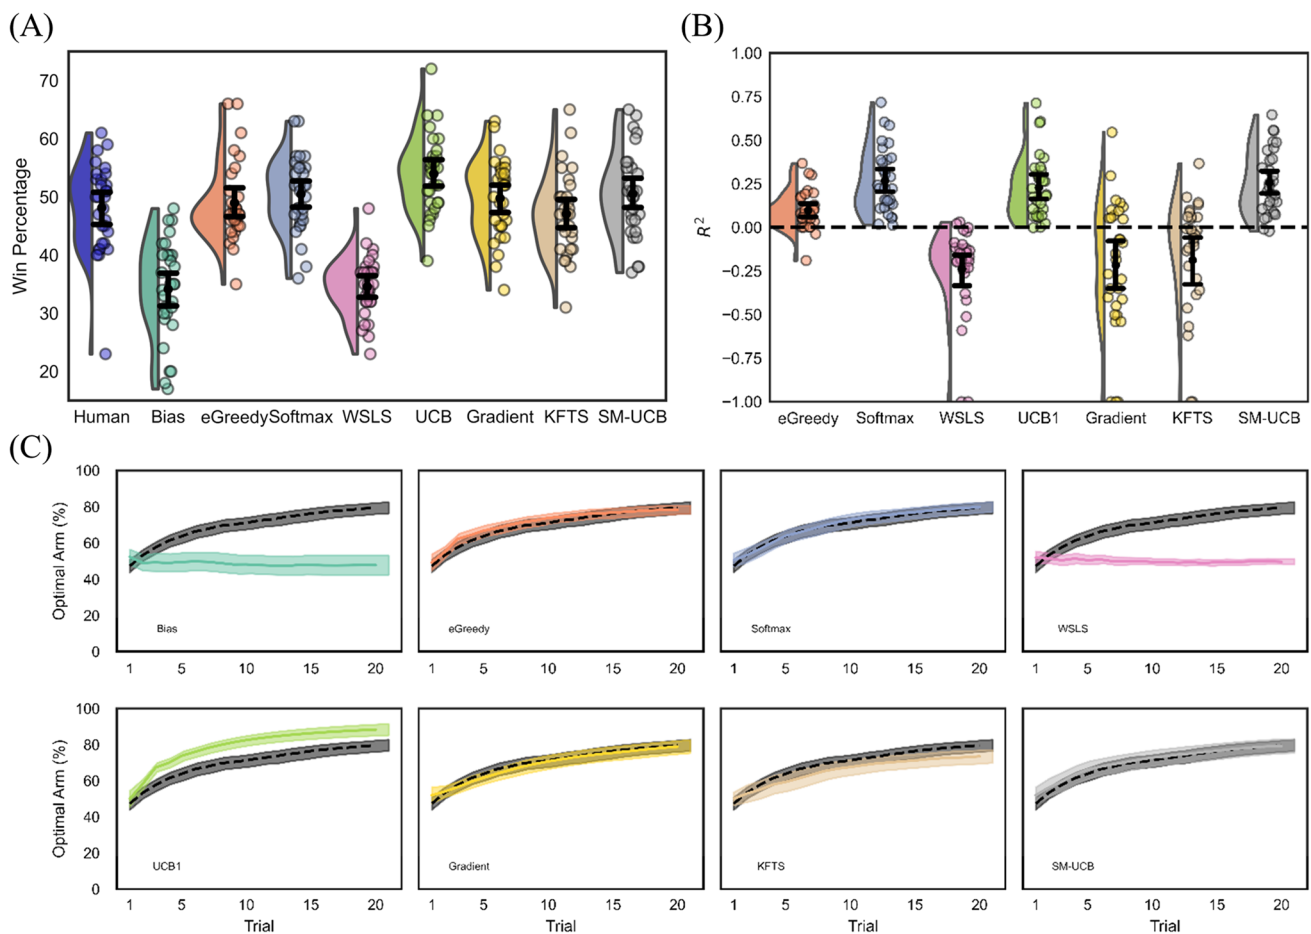 (A)
(B)
Win Percentage
70
60
50
40
30
20
Human Bias eGreedy Softmax WSLS UCB Gradient KFTS SM-UCB
R²
1.00
0.75
0.50
0.25
0.00
−0.25
−0.50
−0.75
−1.00
eGreedy Softmax WSLS UCB1 Gradient KFTS SM-UCB
(C)
Optimal Arm (%)
100
80
60
40
20
0
Bias
eGreedy
Softmax
WSLS
1 5 10 15 20
1 5 10 15 20
1 5 10 15 20
1 5 10 15 20
Optimal Arm (%)
100
80
60
40
20
0
UCB1
Gradient
KFTS
SM-UCB
1 5 10 15 20
1 5 10 15 20
1 5 10 15 20
1 5 10 15 20
Trial
Trial
Trial
Trial